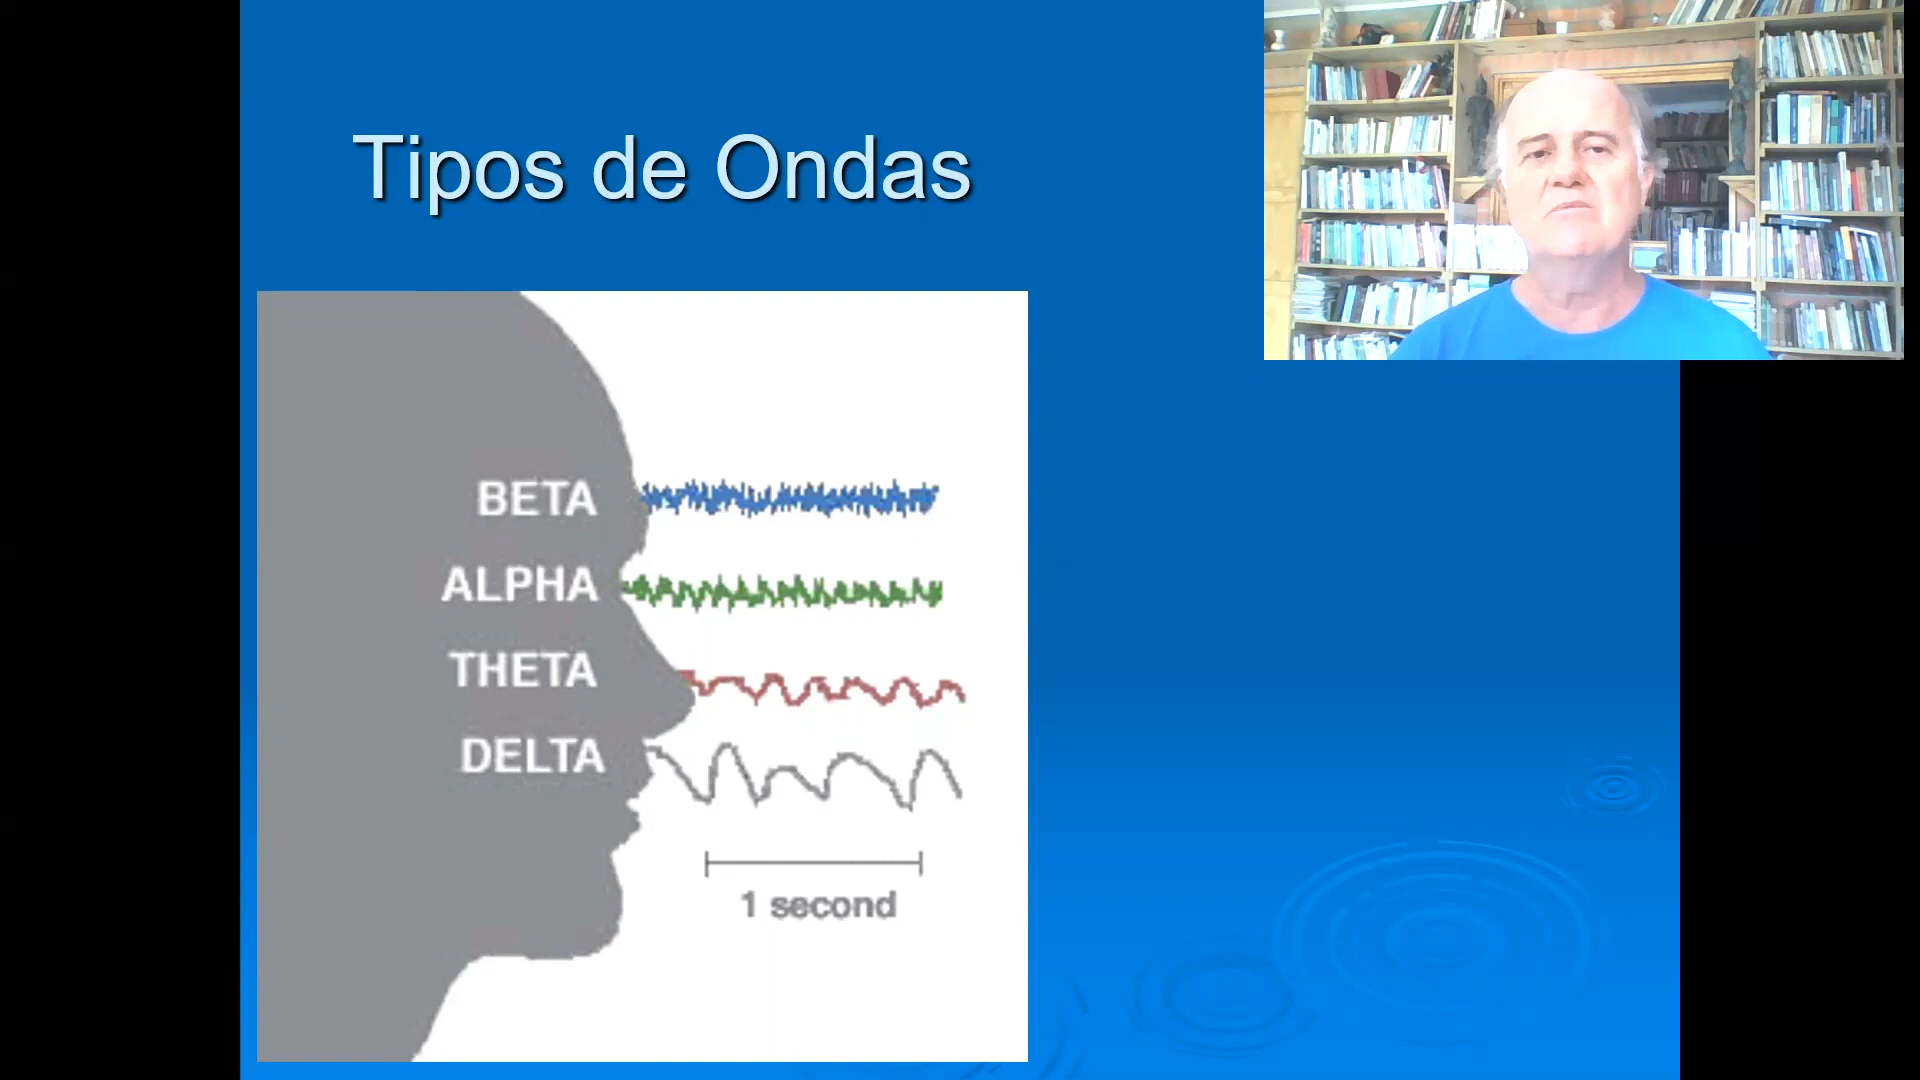 Tipos de Ondas
BETA
ALPHA
THETA
DELTA
1 second